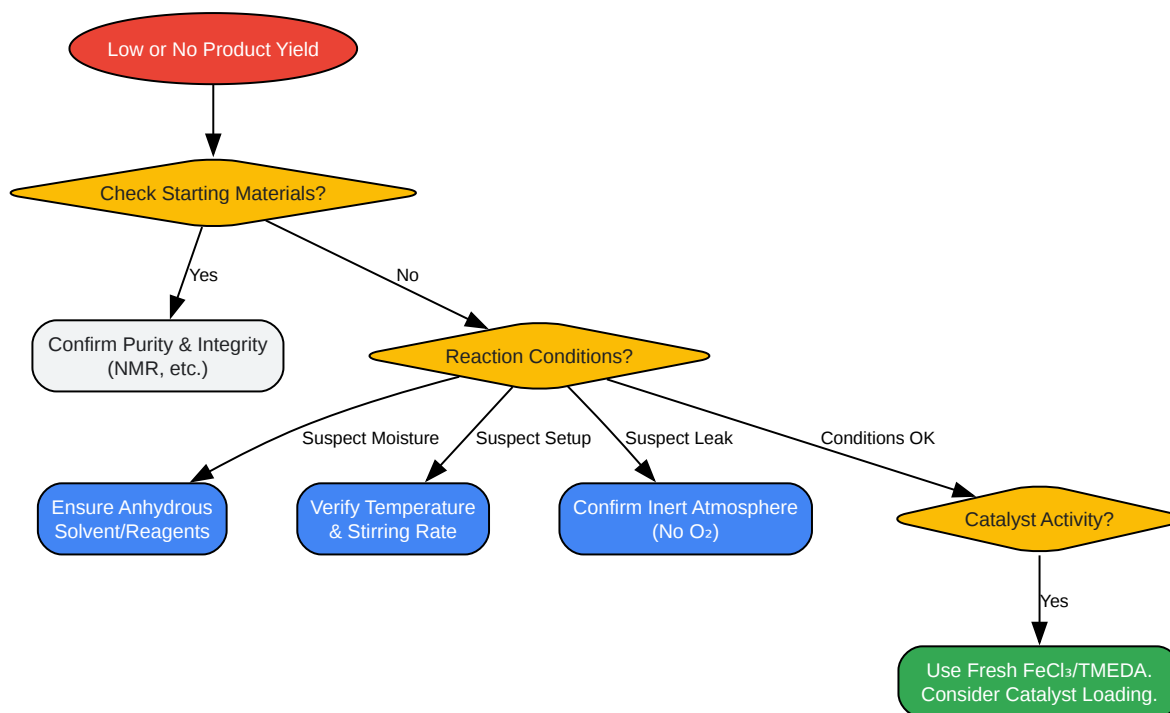 Low or No Product Yield
Check Starting Materials?
Yes
No
Confirm Purity & Integrity
(NMR, etc.)
Reaction Conditions?
Suspect Moisture
Suspect Setup
Suspect Leak
Conditions OK
Ensure Anhydrous
Solvent/Reagents
Verify Temperature
& Stirring Rate
Confirm Inert Atmosphere
(No O₂)
Catalyst Activity?
Yes
Use Fresh FeCl₃/TMEDA.
Consider Catalyst Loading.